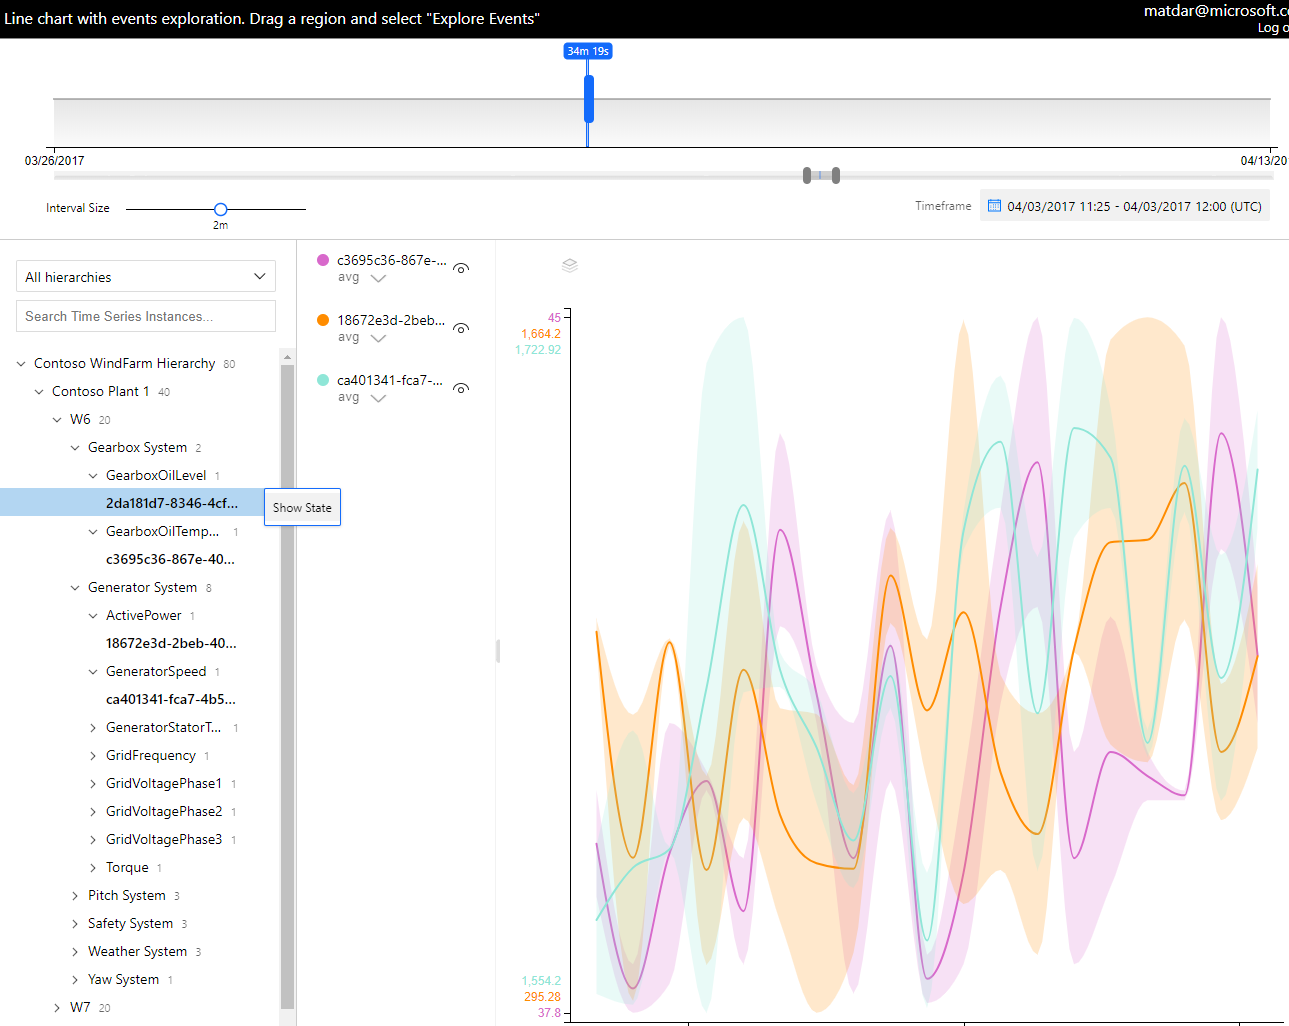 Line chart with events exploration. Drag a region and select "Explore Events"
matdar@microsoft.c
Log o
34m 19s
03/26/2017
04/13/20
Interval Size
2m
Timeframe
04/03/2017 11:25 - 04/03/2017 12:00 (UTC)
All hierarchies
Search Time Series Instances...
Contoso WindFarm Hierarchy 80
Contoso Plant 1 40
W6 20
Gearbox System 2
GearboxOilLevel 1
2da181d7-8346-4cf...
Show State
GearboxOilTemp... 1
c3695c36-867e-40...
Generator System 8
ActivePower 1
18672e3d-2beb-40...
GeneratorSpeed 1
ca401341-fca7-4b5...
GeneratorStatorT... 1
GridFrequency 1
GridVoltagePhase1 1
GridVoltagePhase2 1
GridVoltagePhase3 1
Torque 1
Pitch System 3
Safety System 3
Weather System 3
Yaw System 1
W7 20
c3695c36-867e-...
avg
18672e3d-2beb...
avg
ca401341-fca7-...
avg
45
1,664.2
1,722.92
1,554.2
295.28
37.8